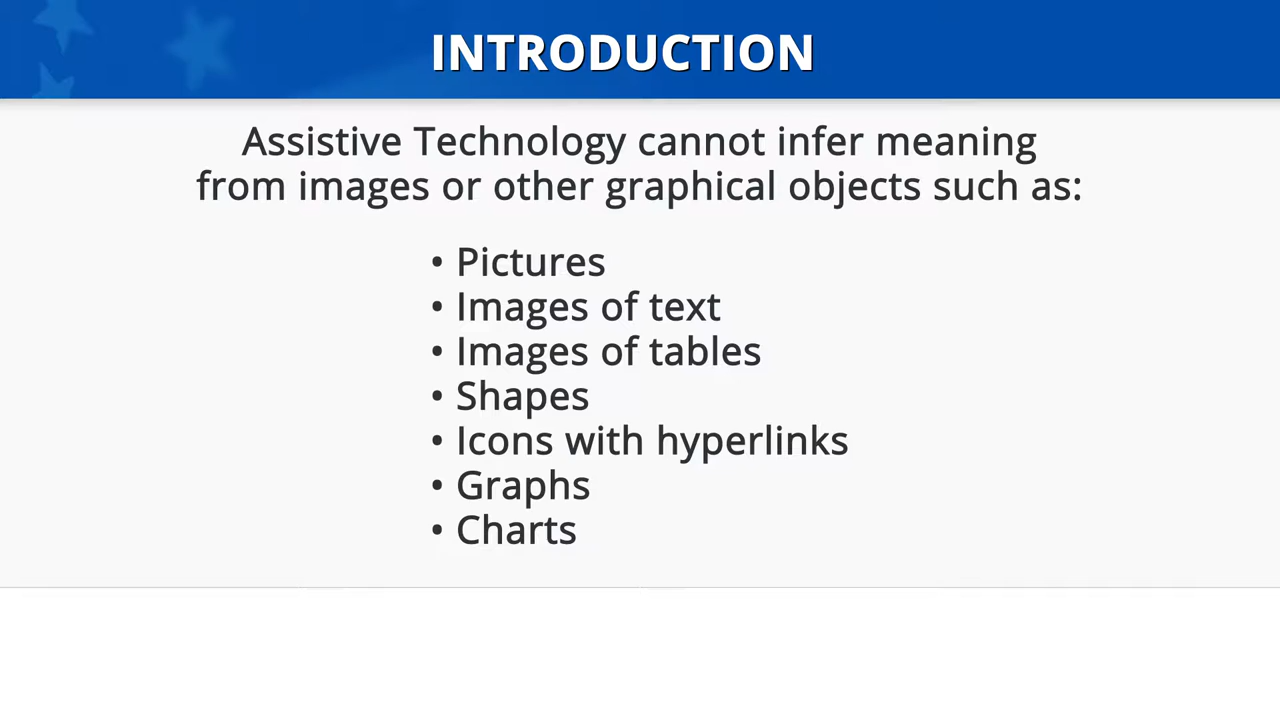 INTRODUCTION
Assistive Technology cannot infer meaning
from images or other graphical objects such as:
• Pictures
• Images of text
• Images of tables
• Shapes
• Icons with hyperlinks
• Graphs
• Charts